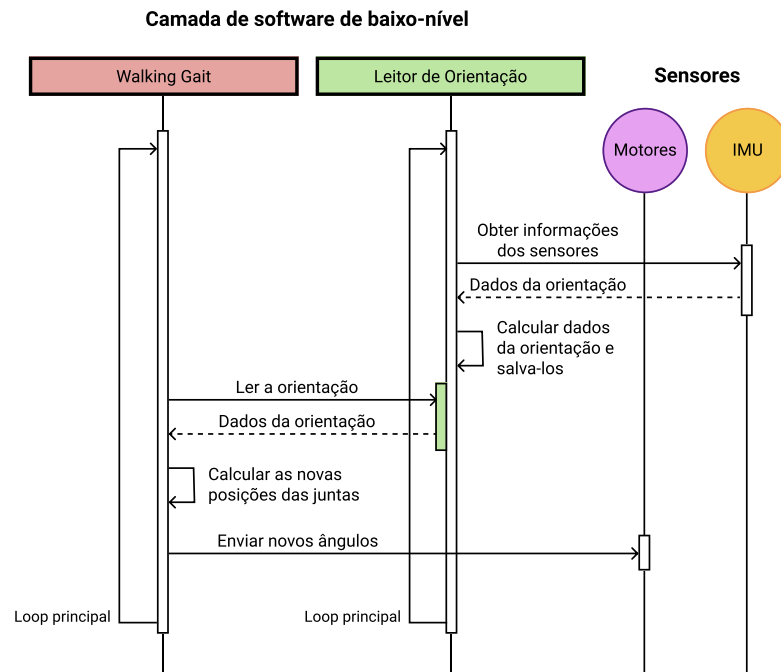 Camada de software de baixo-nível
Walking Gait
Leitor de Orientação
Sensores
Motores
IMU
Obter informações
dos sensores
Dados da orientação
Calcular dados
da orientação e
salva-los
Ler a orientação
Dados da orientação
Calcular as novas
posições das juntas
Enviar novos ângulos
Loop principal
Loop principal